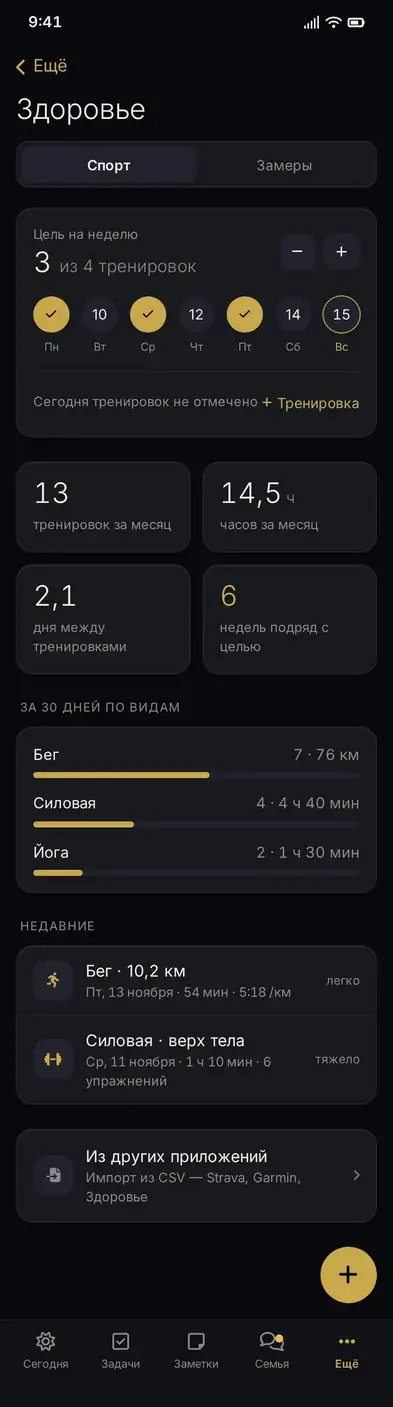 9:41
Ещё
Здоровье
Спорт
Замеры
Цель на неделю
3 из 4 тренировок
− +
10 12 14 15
Пн Вт Ср Чт Пт Сб Вс
Сегодня тренировок не отмечено + Тренировка
13
тренировок за месяц
14,5 ч
часов за месяц
2,1
дня между
тренировками
6
недель подряд с
целью
ЗА 30 ДНЕЙ ПО ВИДАМ
Бег 7 · 76 км
Силовая 4 · 4 ч 40 мин
Йога 2 · 1 ч 30 мин
НЕДАВНИЕ
Бег · 10,2 км
Пт, 13 ноября · 54 мин · 5:18 /км
легко
Силовая · верх тела
Ср, 11 ноября · 1 ч 10 мин · 6
упражнений
тяжело
Из других приложений
Импорт из CSV — Strava, Garmin,
Здоровье
+
Сегодня Задачи Заметки Семья Ещё